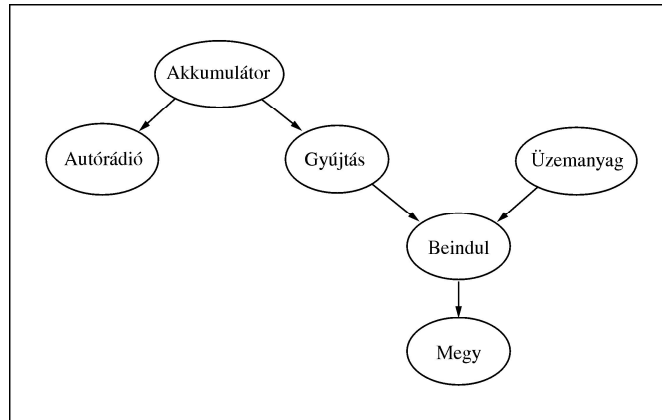 Akkumulátor
Autórádió
Gyújtás
Üzemanyag
Beindul
Megy